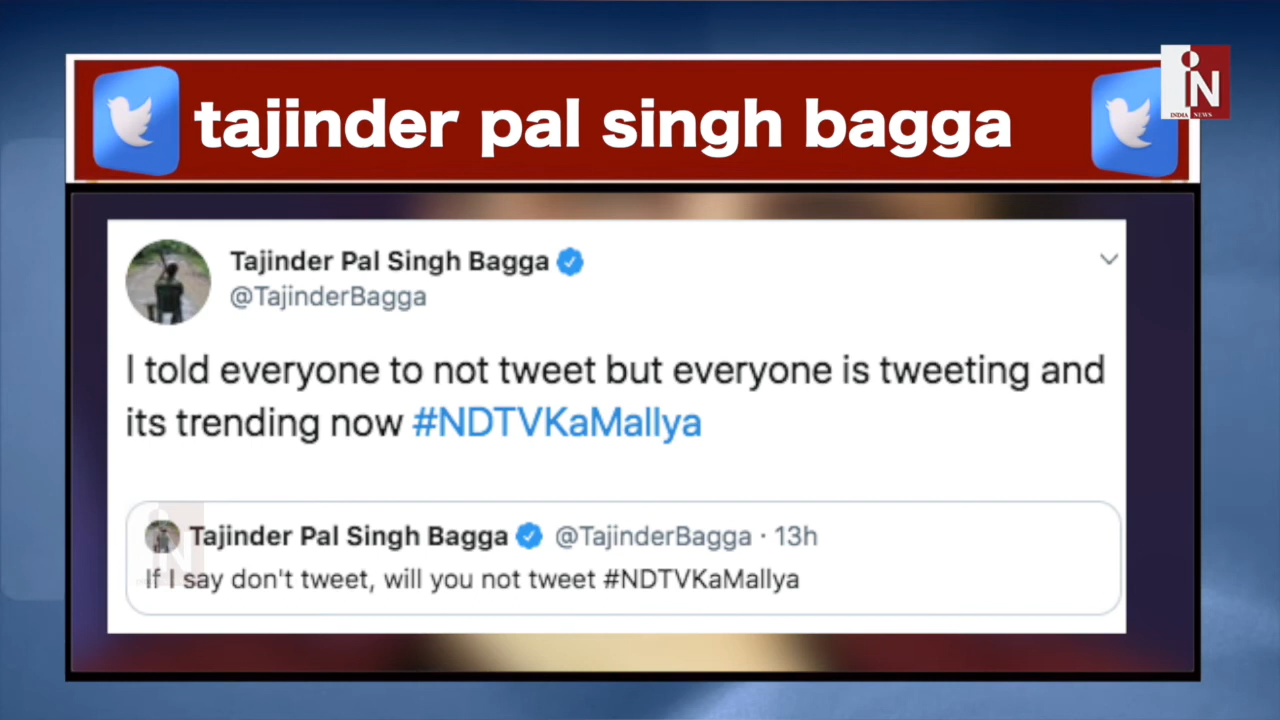 tajinder pal singh bagga
iN
INDIA NEWS
Tajinder Pal Singh Bagga
@TajinderBagga
I told everyone to not tweet but everyone is tweeting and
its trending now #NDTVKaMallya
Tajinder Pal Singh Bagga @TajinderBagga · 13h
If I say don't tweet, will you not tweet #NDTVKaMallya